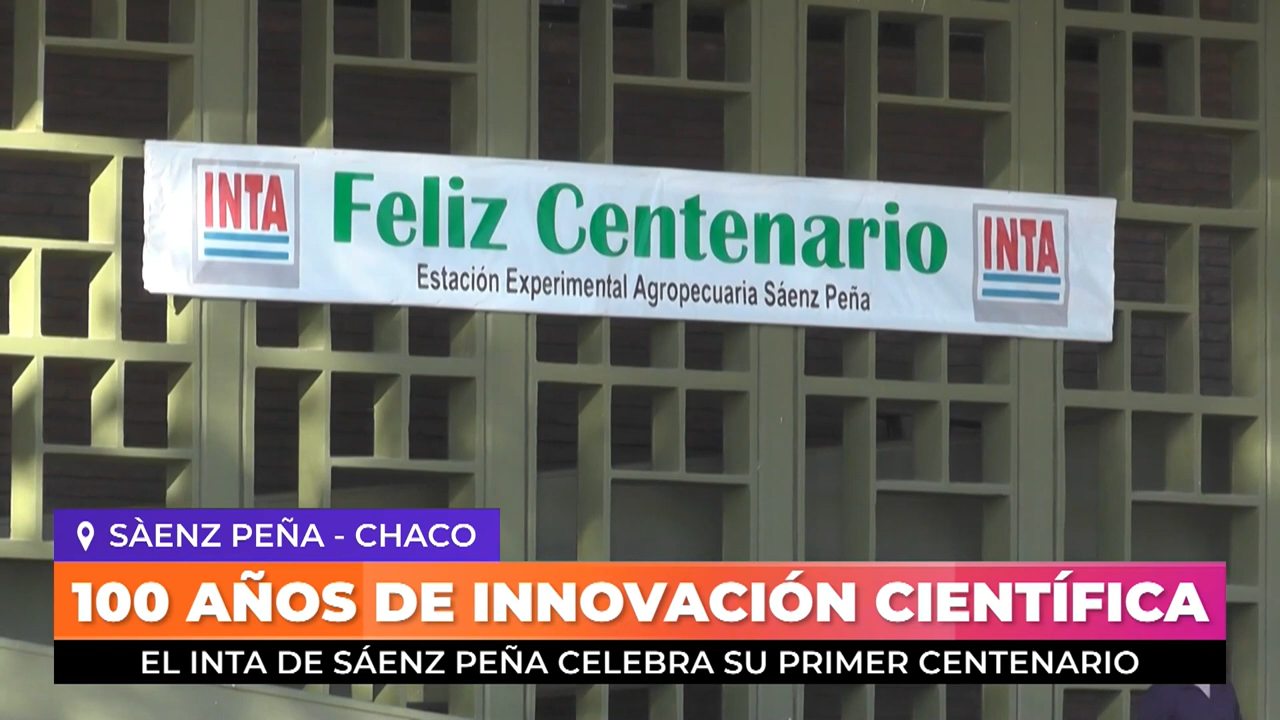 INTA
Feliz Centenario
INTA
Estación Experimental Agropecuaria Sáenz Peña
SÀENZ PEÑA - CHACO
100 AÑOS DE INNOVACIÓN CIENTÍFICA
EL INTA DE SÁENZ PEÑA CELEBRA SU PRIMER CENTENARIO